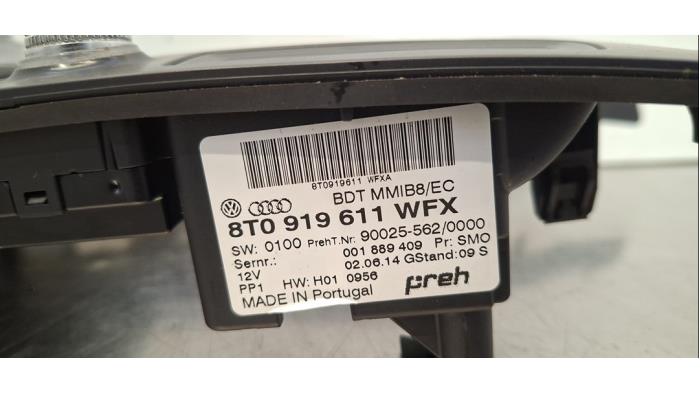 8T0919611 WFXA
BDT MMIB8/EC
8T0 919 611 WFX
SW: 0100 PrehT.Nr: 90025-562/0000
Sernr.: 001 889 409 Pr: SMO
12V 02.06.14 GStand:09 S
PP1 HW: H01 0956
MADE IN Portugal preh